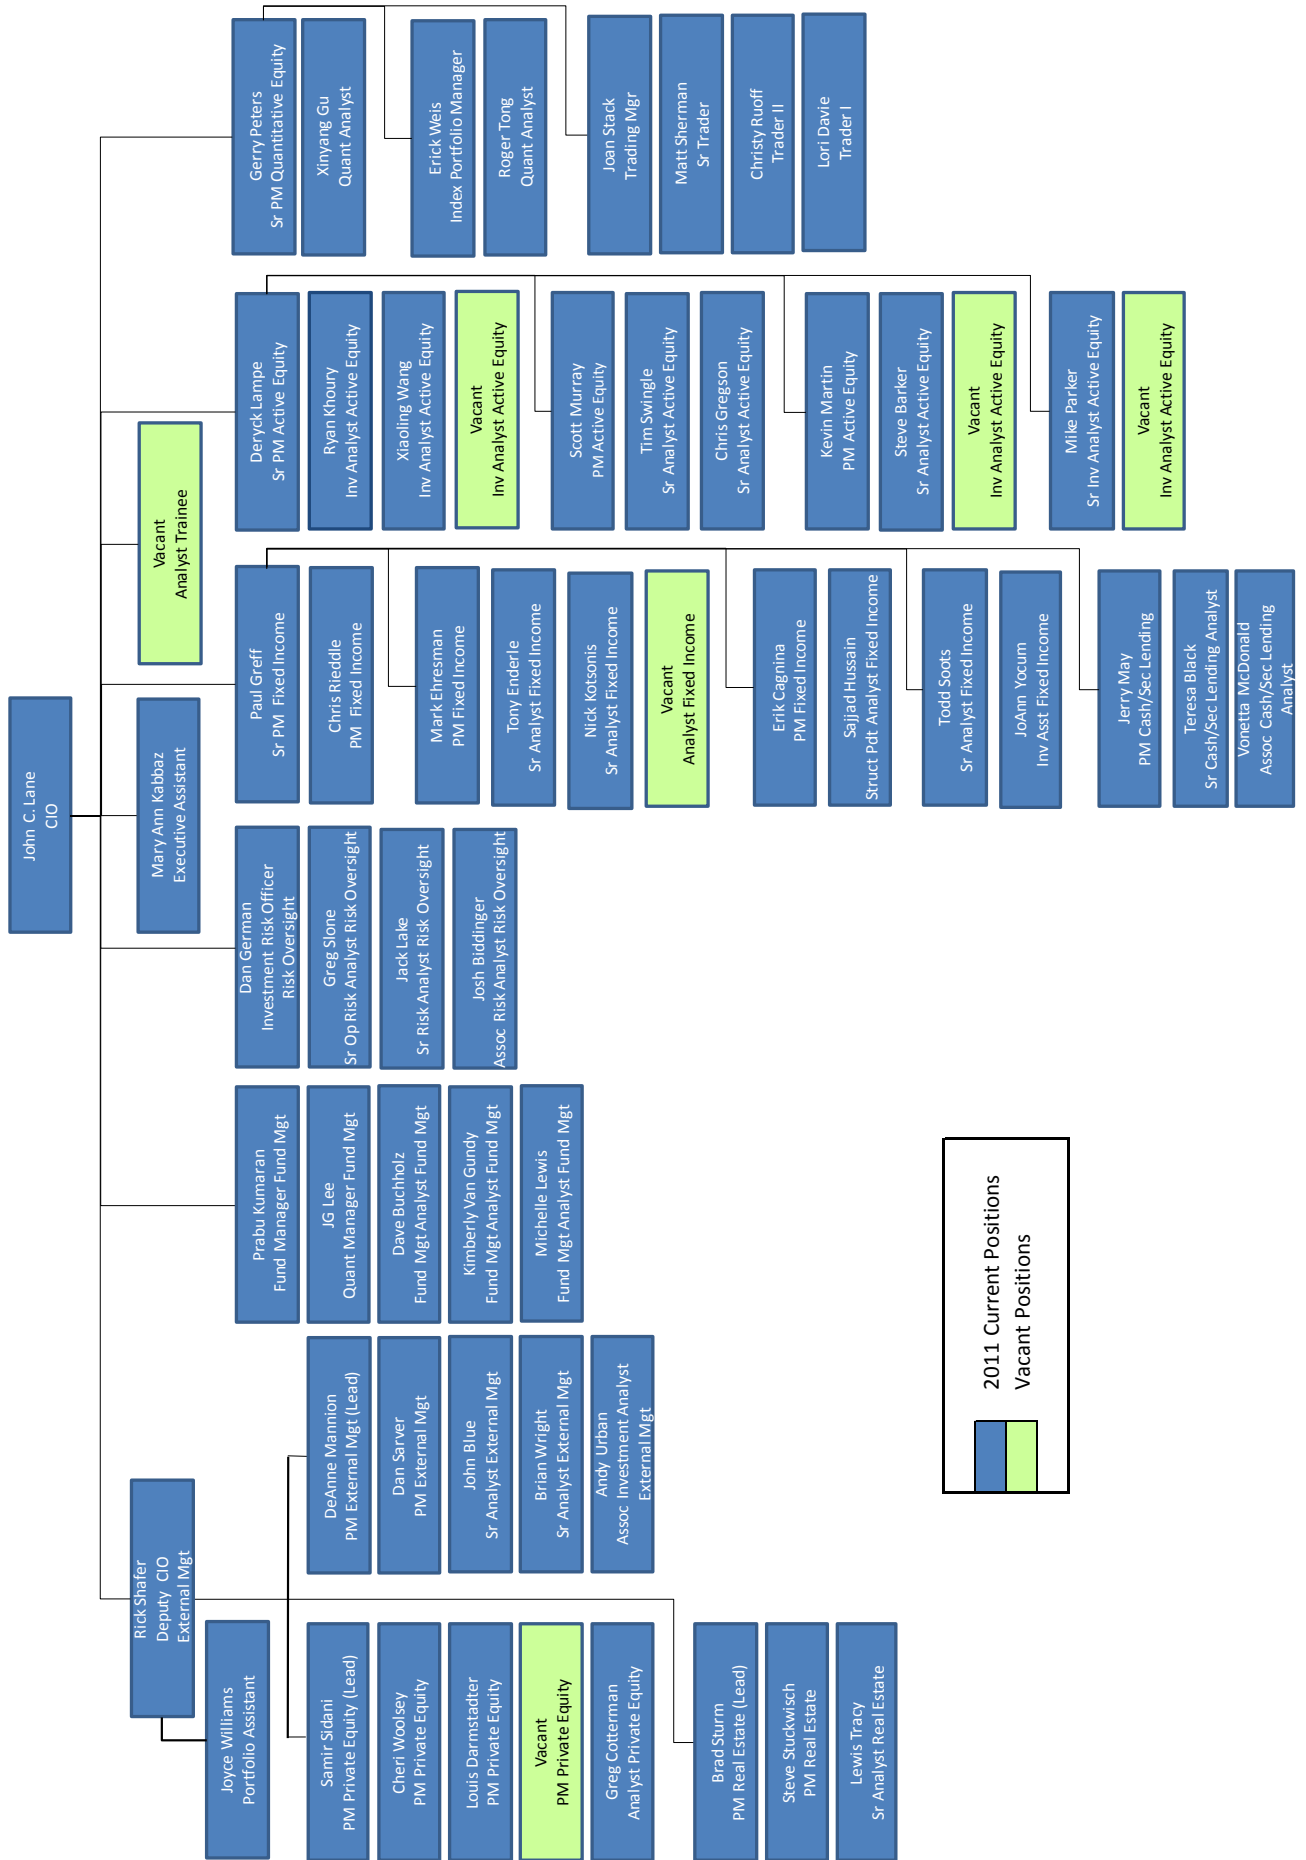 John C. Lane
CIO
Mary Ann Kabbaz
Executive Assistant
Vacant
Analyst Trainee
Rick Shafer
Deputy CIO
External Mgt
Joyce Williams
Portfolio Assistant
Samir Sidani
PM Private Equity (Lead)
Cheri Woolsey
PM Private Equity
Louis Darmstadter
PM Private Equity
Vacant
PM Private Equity
Greg Cotterman
Analyst Private Equity
Brad Sturm
PM Real Estate (Lead)
Steve Stuckwisch
PM Real Estate
Lewis Tracy
Sr Analyst Real Estate
DeAnne Mannion
PM External Mgt (Lead)
Dan Sarver
PM External Mgt
John Blue
Sr Analyst External Mgt
Brian Wright
Sr Analyst External Mgt
Andy Urban
Assoc Investment Analyst
External Mgt
Prabu Kumaran
Fund Manager Fund Mgt
JG Lee
Quant Manager Fund Mgt
Dave Buchholz
Fund Mgt Analyst Fund Mgt
Kimberly Van Gundy
Fund Mgt Analyst Fund Mgt
Michelle Lewis
Fund Mgt Analyst Fund Mgt
Dan German
Investment Risk Officer
Risk Oversight
Greg Slone
Sr Op Risk Analyst Risk Oversight
Jack Lake
Sr Risk Analyst Risk Oversight
Josh Biddinger
Assoc Risk Analyst Risk Oversight
Paul Greff
Sr PM Fixed Income
Chris Rieddle
PM Fixed Income
Mark Ehresman
PM Fixed Income
Tony Enderle
Sr Analyst Fixed Income
Nick Kotsonis
Sr Analyst Fixed Income
Vacant
Analyst Fixed Income
Erik Cagnina
PM Fixed Income
Sajjad Hussain
Struct Pdt Analyst Fixed Income
Todd Soots
Sr Analyst Fixed Income
JoAnn Yocum
Inv Asst Fixed Income
Jerry May
PM Cash/Sec Lending
Teresa Black
Sr Cash/Sec Lending Analyst
Vonetta McDonald
Assoc Cash/Sec Lending
Analyst
Deryck Lampe
Sr PM Active Equity
Ryan Khoury
Inv Analyst Active Equity
Xiaoling Wang
Inv Analyst Active Equity
Vacant
Inv Analyst Active Equity
Scott Murray
PM Active Equity
Tim Swingle
Sr Analyst Active Equity
Chris Gregson
Sr Analyst Active Equity
Kevin Martin
PM Active Equity
Steve Barker
Sr Analyst Active Equity
Vacant
Inv Analyst Active Equity
Mike Parker
Sr Inv Analyst Active Equity
Vacant
Inv Analyst Active Equity
Gerry Peters
Sr PM Quantitative Equity
Xinyang Gu
Quant Analyst
Erick Weis
Index Portfolio Manager
Roger Tong
Quant Analyst
Joan Stack
Trading Mgr
Matt Sherman
Sr Trader
Christy Ruoff
Trader II
Lori Davie
Trader I
2011 Current Positions
Vacant Positions